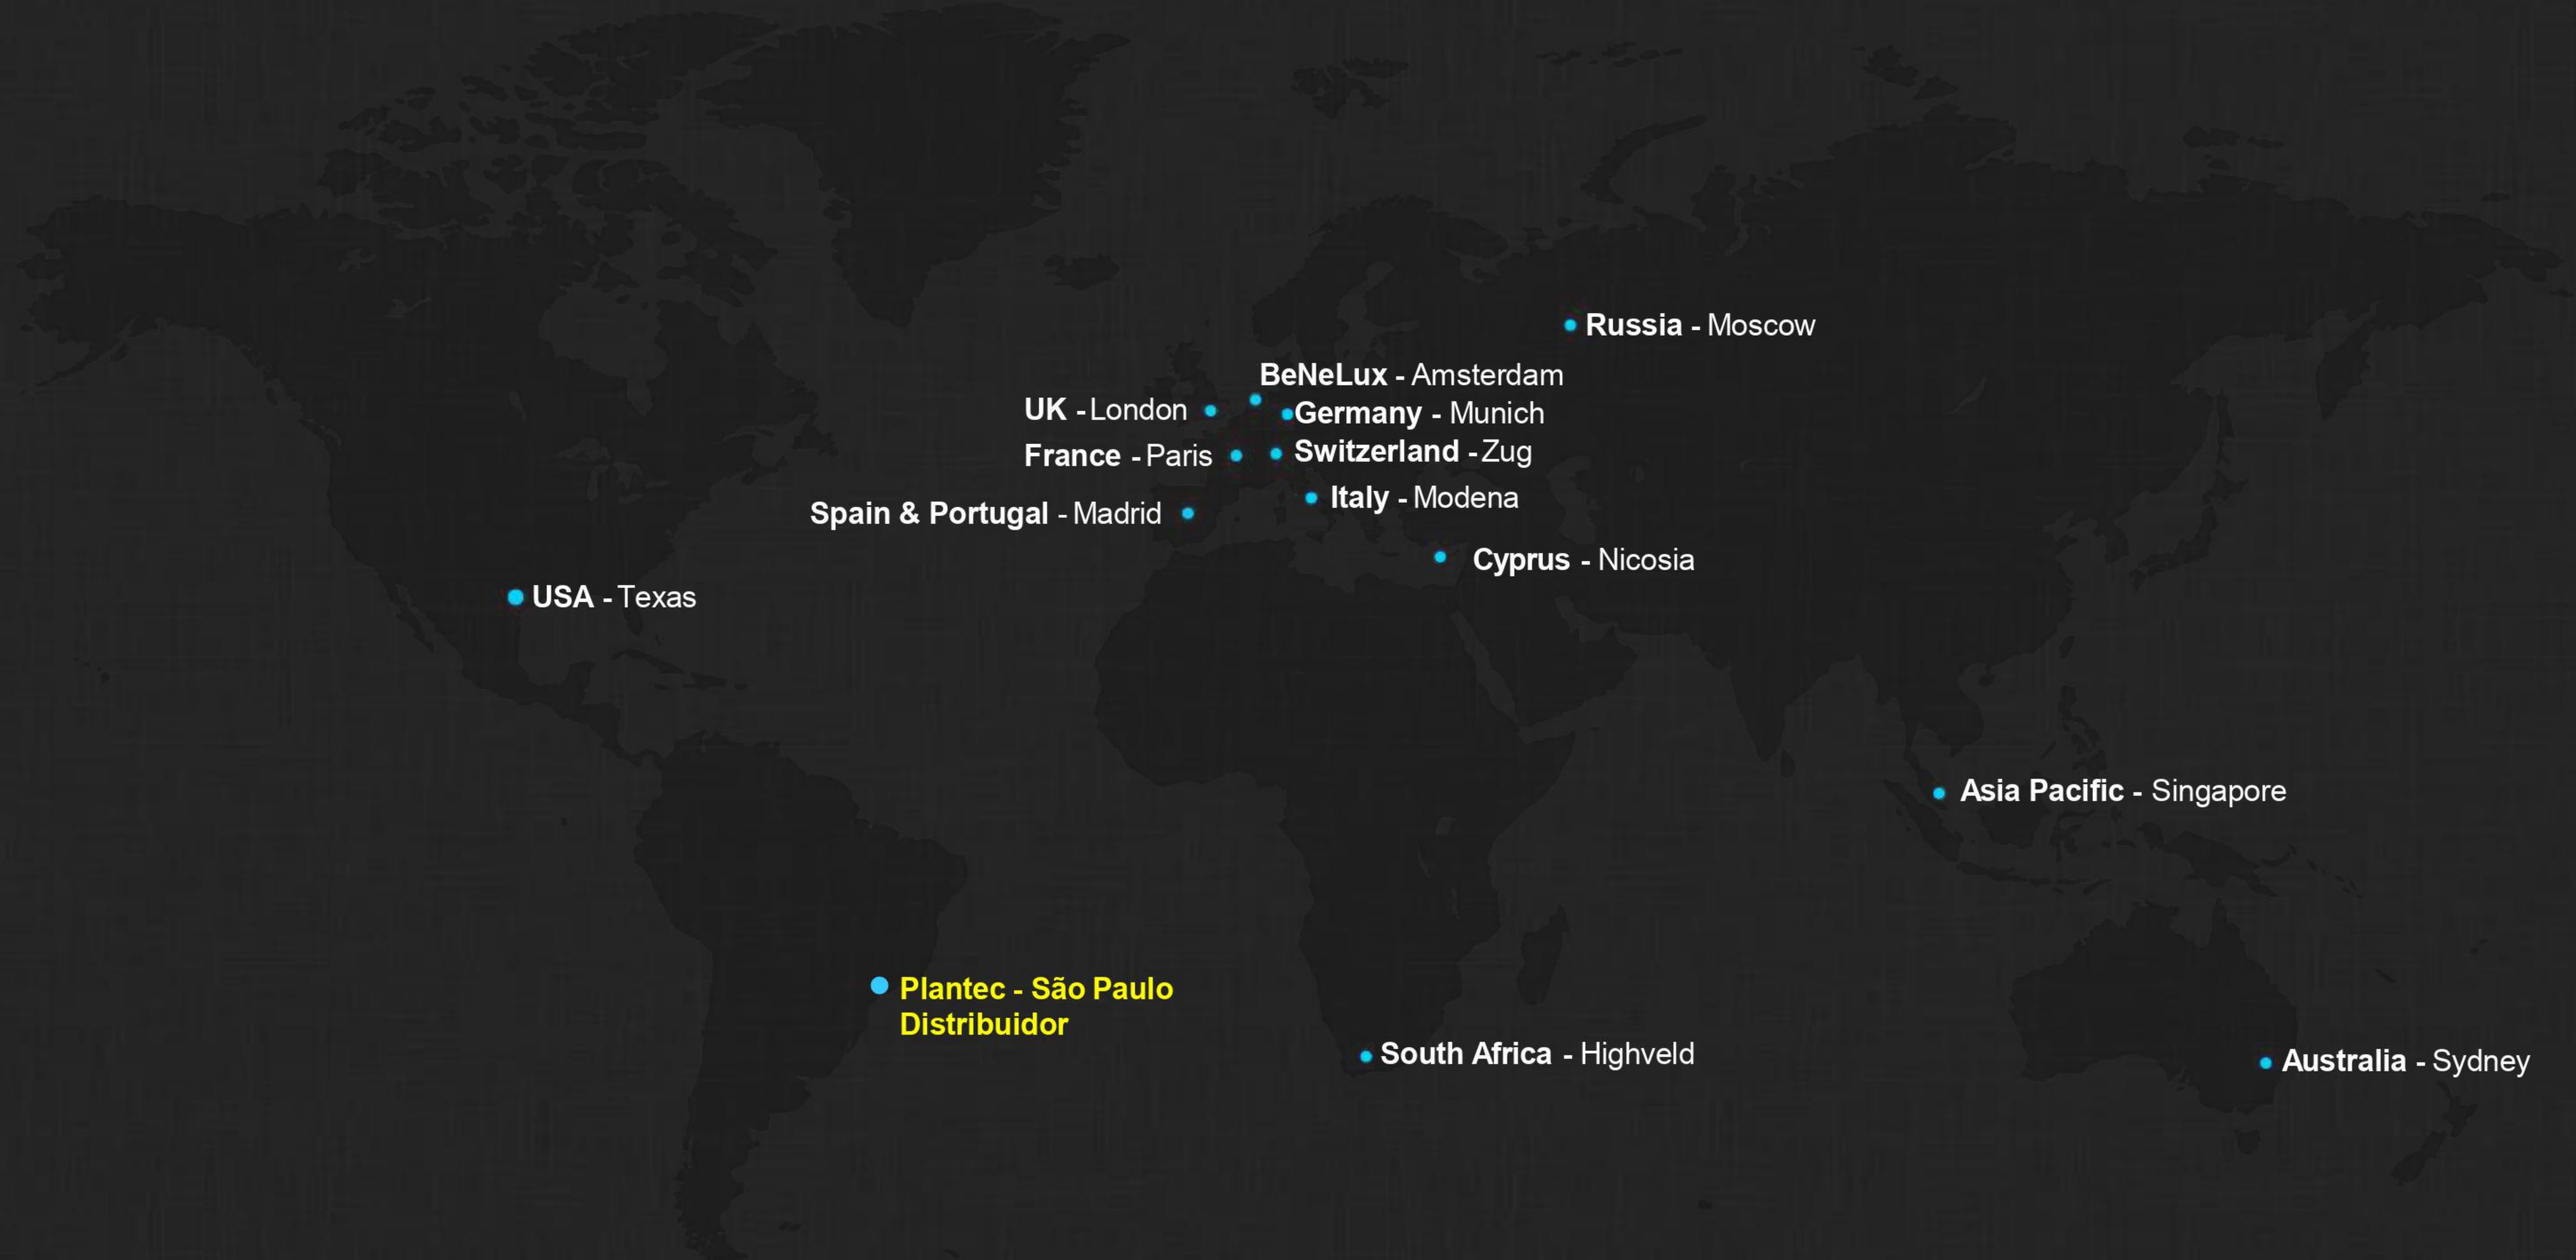 Russia - Moscow
BeNeLux - Amsterdam
UK - London
Germany - Munich
France - Paris
Switzerland - Zug
Italy - Modena
Spain & Portugal - Madrid
Cyprus - Nicosia
USA - Texas
Asia Pacific - Singapore
Plantec - São Paulo
Distribuidor
South Africa - Highveld
Australia - Sydney